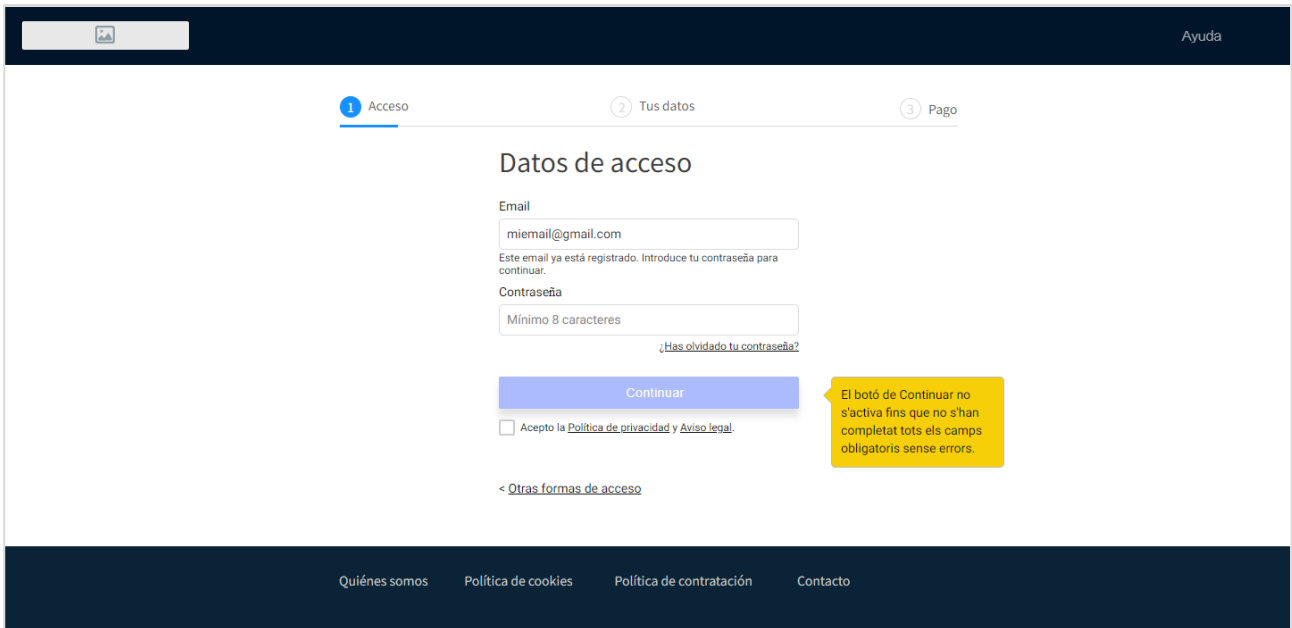 Ayuda
1 Acceso
2 Tus datos
3 Pago
Datos de acceso
Email
miemail@gmail.com
Este email ya está registrado. Introduce tu contraseña para
continuar.
Contraseña
Mínimo 8 caracteres
¿Has olvidado tu contraseña?
Continuar
El botó de Continuar no
s'activa fins que no s'han
completat tots els camps
obligatoris sense errors.
Acepto la Política de privacidad y Aviso legal.
< Otras formas de acceso
Quiénes somos
Política de cookies
Política de contratación
Contacto